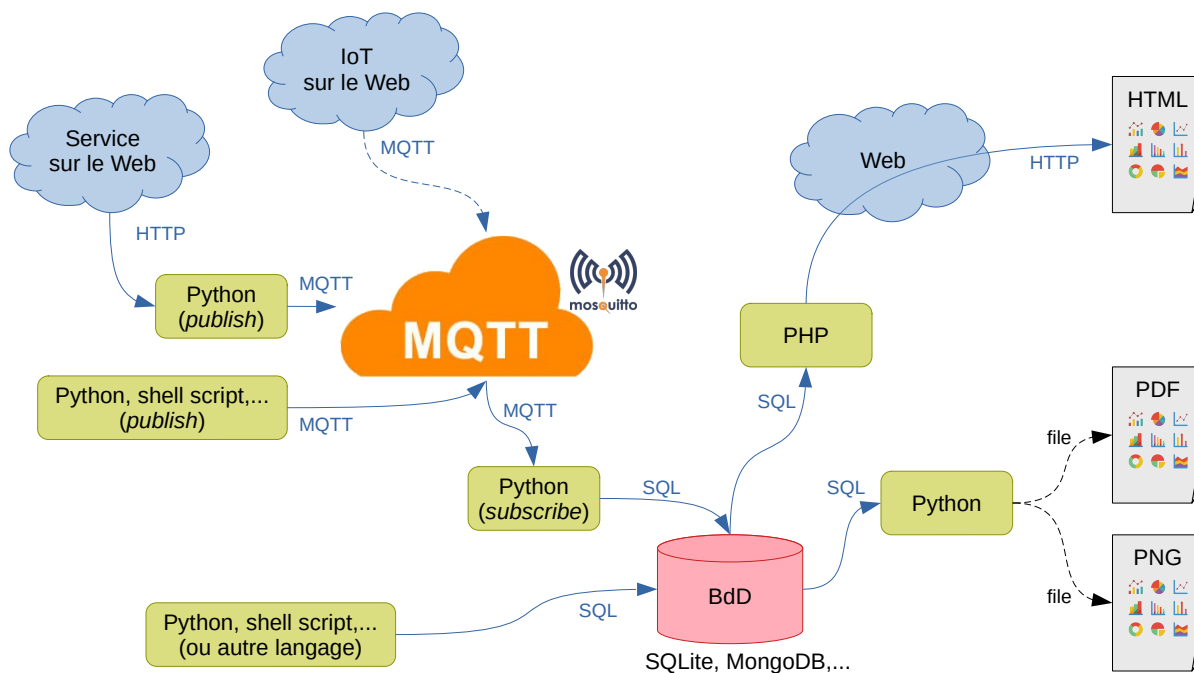 IoT
sur le Web
Service
sur le Web
MQTT
HTTP
Web
HTTP
HTML
Python
(publish)
MQTT
MQTT
mosquitto
PHP
Python, shell script,...
(publish)
MQTT
MQTT
SQL
PDF
file
Python
(subscribe)
SQL
SQL
Python
PNG
file
BdD
Python, shell script,...
(ou autre langage)
SQL
SQLite, MongoDB,...